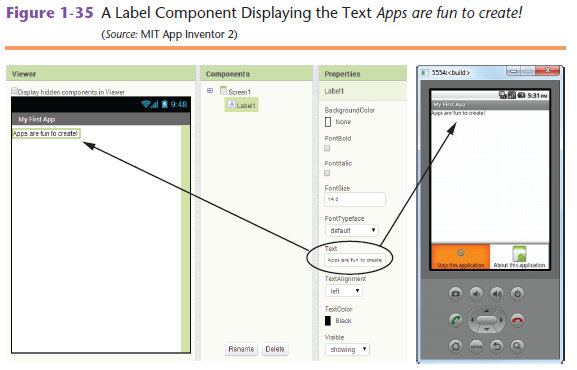 Figure 1-35 A Label Component Displaying the Text Apps are fun to create!
(Source: MIT App Inventor 2)
Viewer
Display hidden components in Viewer
9:48
My First App
Apps are fun to create!
Components
Screen1
Label1
Rename Delete
Properties
Label1
BackgroundColor
None
FontBold
FontItalic
FontSize
14.0
FontTypeface
default
Text
Apps are fun to create
TextAlignment
left
TextColor
Black
Visible
showing
5554:<build>
5:31 PM
My First App
Apps are fun to create!
Stop this application About this application
MENU